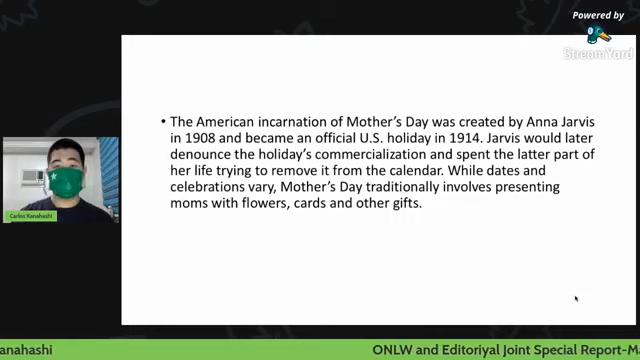 Powered by
StreamYard
• The American incarnation of Mother's Day was created by Anna Jarvis
in 1908 and became an official U.S. holiday in 1914. Jarvis would later
denounce the holiday's commercialization and spent the latter part of
her life trying to remove it from the calendar. While dates and
celebrations vary, Mother's Day traditionally involves presenting
moms with flowers, cards and other gifts.
Carlos Kanahashi
anahashi
ONLW and Editoriyal Joint Special Report-M